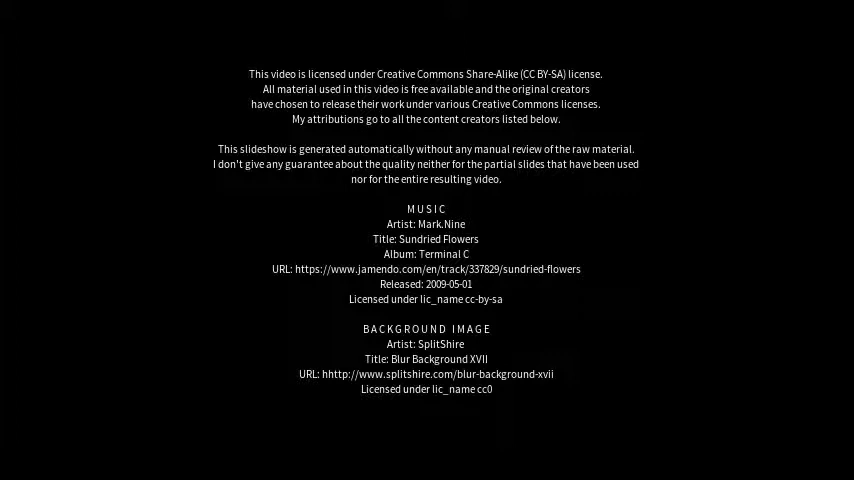 This video is licensed under Creative Commons Share-Alike (CC BY-SA) license.
All material used in this video is free available and the original creators
have chosen to release their work under various Creative Commons licenses.
My attributions go to all the content creators listed below.
This slideshow is generated automatically without any manual review of the raw material.
I don't give any guarantee about the quality neither for the partial slides that have been used
nor for the entire resulting video.
MUSIC
Artist: Mark.Nine
Title: Sundried Flowers
Album: Terminal C
URL: https://www.jamendo.com/en/track/337829/sundried-flowers
Released: 2009-05-01
Licensed under lic_name cc-by-sa
BACKGROUND IMAGE
Artist: SplitShire
Title: Blur Background XVII
URL: hhttp://www.splitshire.com/blur-background-xvii
Licensed under lic_name cc0